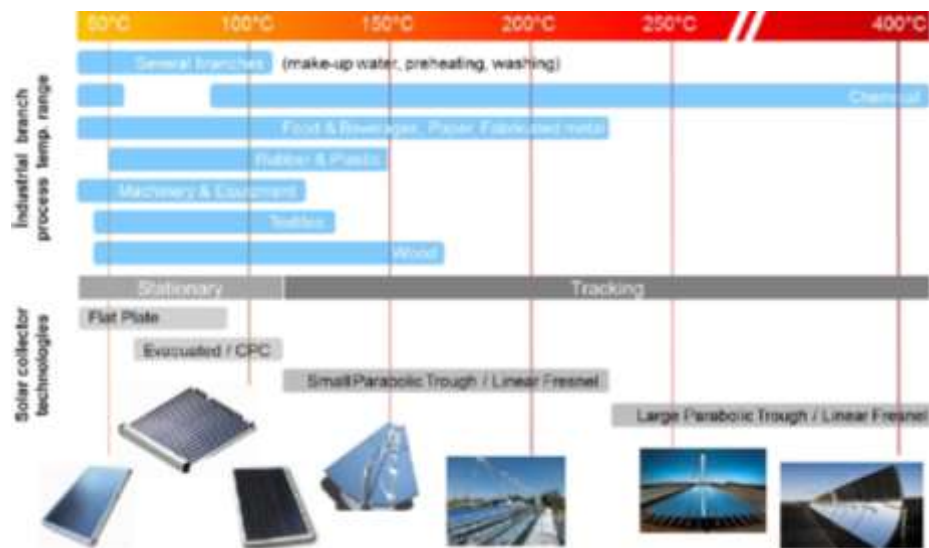 50°C 100°C 150°C 200°C 250°C 400°C
Industrial branch
process temp. range
General branches (make-up water, preheating, washing)
Chemical
Food & Beverages, Paper, Fabricated metal
Rubber & Plastic
Machinery & Equipment
Textiles
Wood
Stationary Tracking
Solar collector
technologies
Flat Plate
Evacuated / CPC
Small Parabolic Trough / Linear Fresnel
Large Parabolic Trough / Linear Fresnel